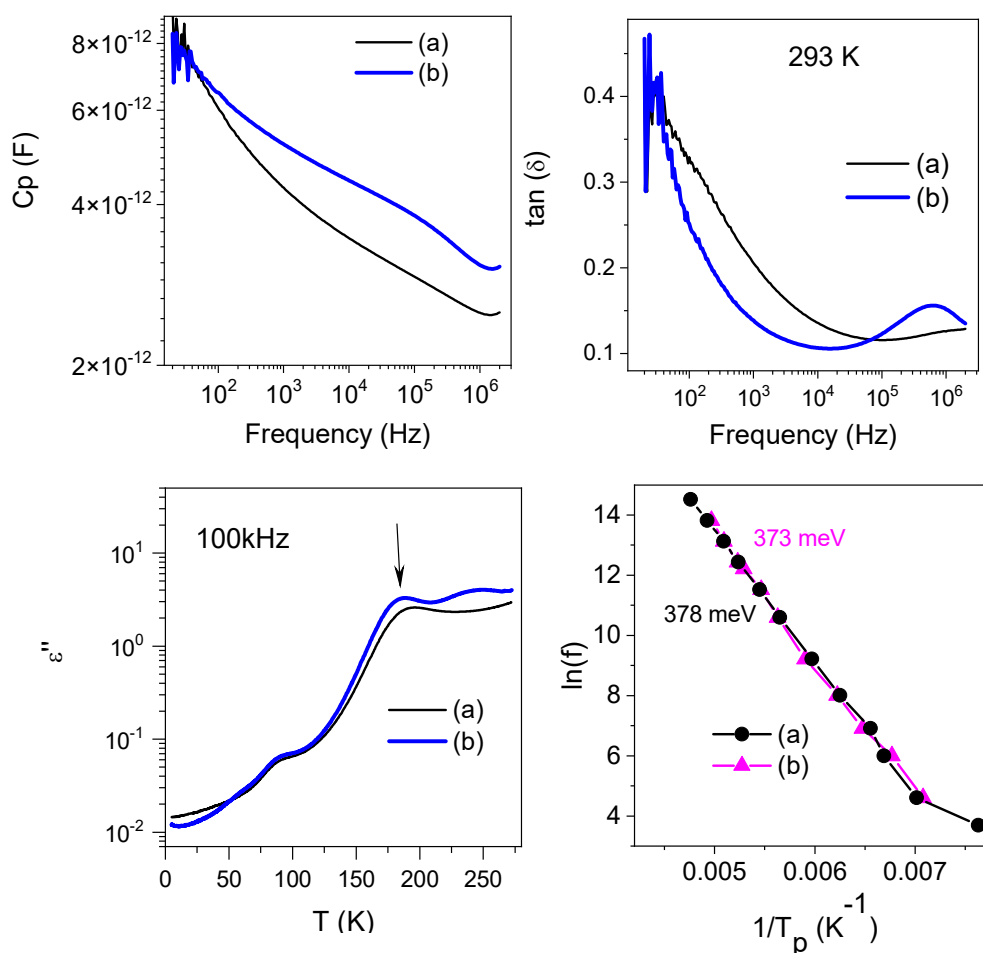 8×10⁻¹²
6×10⁻¹²
4×10⁻¹²
2×10⁻¹²
Cp (F)
(a)
(b)
10² 10³ 10⁴ 10⁵ 10⁶
Frequency (Hz)
0.4
0.3
0.2
0.1
tan (δ)
293 K
(a)
(b)
10² 10³ 10⁴ 10⁵ 10⁶
Frequency (Hz)
10¹
10⁰
10⁻¹
10⁻²
ε''
100kHz
(a)
(b)
0 50 100 150 200 250
T (K)
14
12
10
8
6
4
ln(f)
373 meV
378 meV
(a)
(b)
0.005 0.006 0.007
1/Tₚ (K⁻¹)